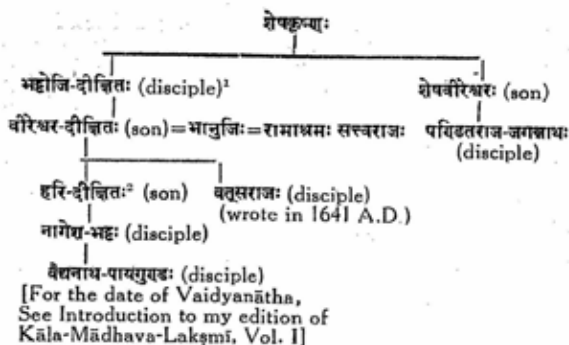 शेषकृष्णः
भट्टोजि-दीक्षितः (disciple)¹ शेषवीरेश्वरः (son)
वीरेश्वर-दीक्षितः (son)=भानुजिः=रामाश्रमः सत्त्वराजः पण्डितराज-जगन्नाथः
(disciple)
हरि-दीक्षितः² (son) वत्सराजः (disciple)
(wrote in 1641 A.D.)
नागेश-भट्टः (disciple)
वैद्यनाथ-पायगुण्डः (disciple)
[For the date of Vaidyanātha,
See Introduction to my edition of
Kāla-Mādhava-Lakṣmī, Vol. I]